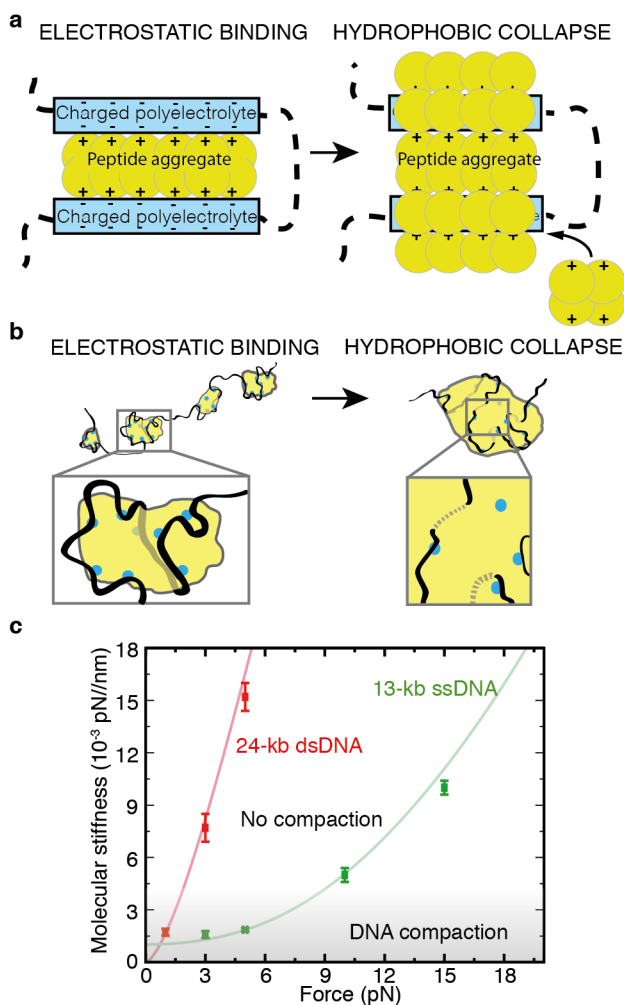 a
ELECTROSTATIC BINDING
HYDROPHOBIC COLLAPSE
- - - - - -
Charged polyelectrolyte
+ + + + + +
Peptide aggregate
+ + + + + +
- - - - - -
Charged polyelectrolyte
- - - - - -
+ + + +
Peptide aggregate
+ + + +
e
+ +
+ +
b
ELECTROSTATIC BINDING
HYDROPHOBIC COLLAPSE
c
Molecular stiffness (10⁻³ pN//nm)
18
15
12
9
6
3
0
13-kb ssDNA
24-kb dsDNA
No compaction
DNA compaction
0 3 6 9 12 15 18
Force (pN)